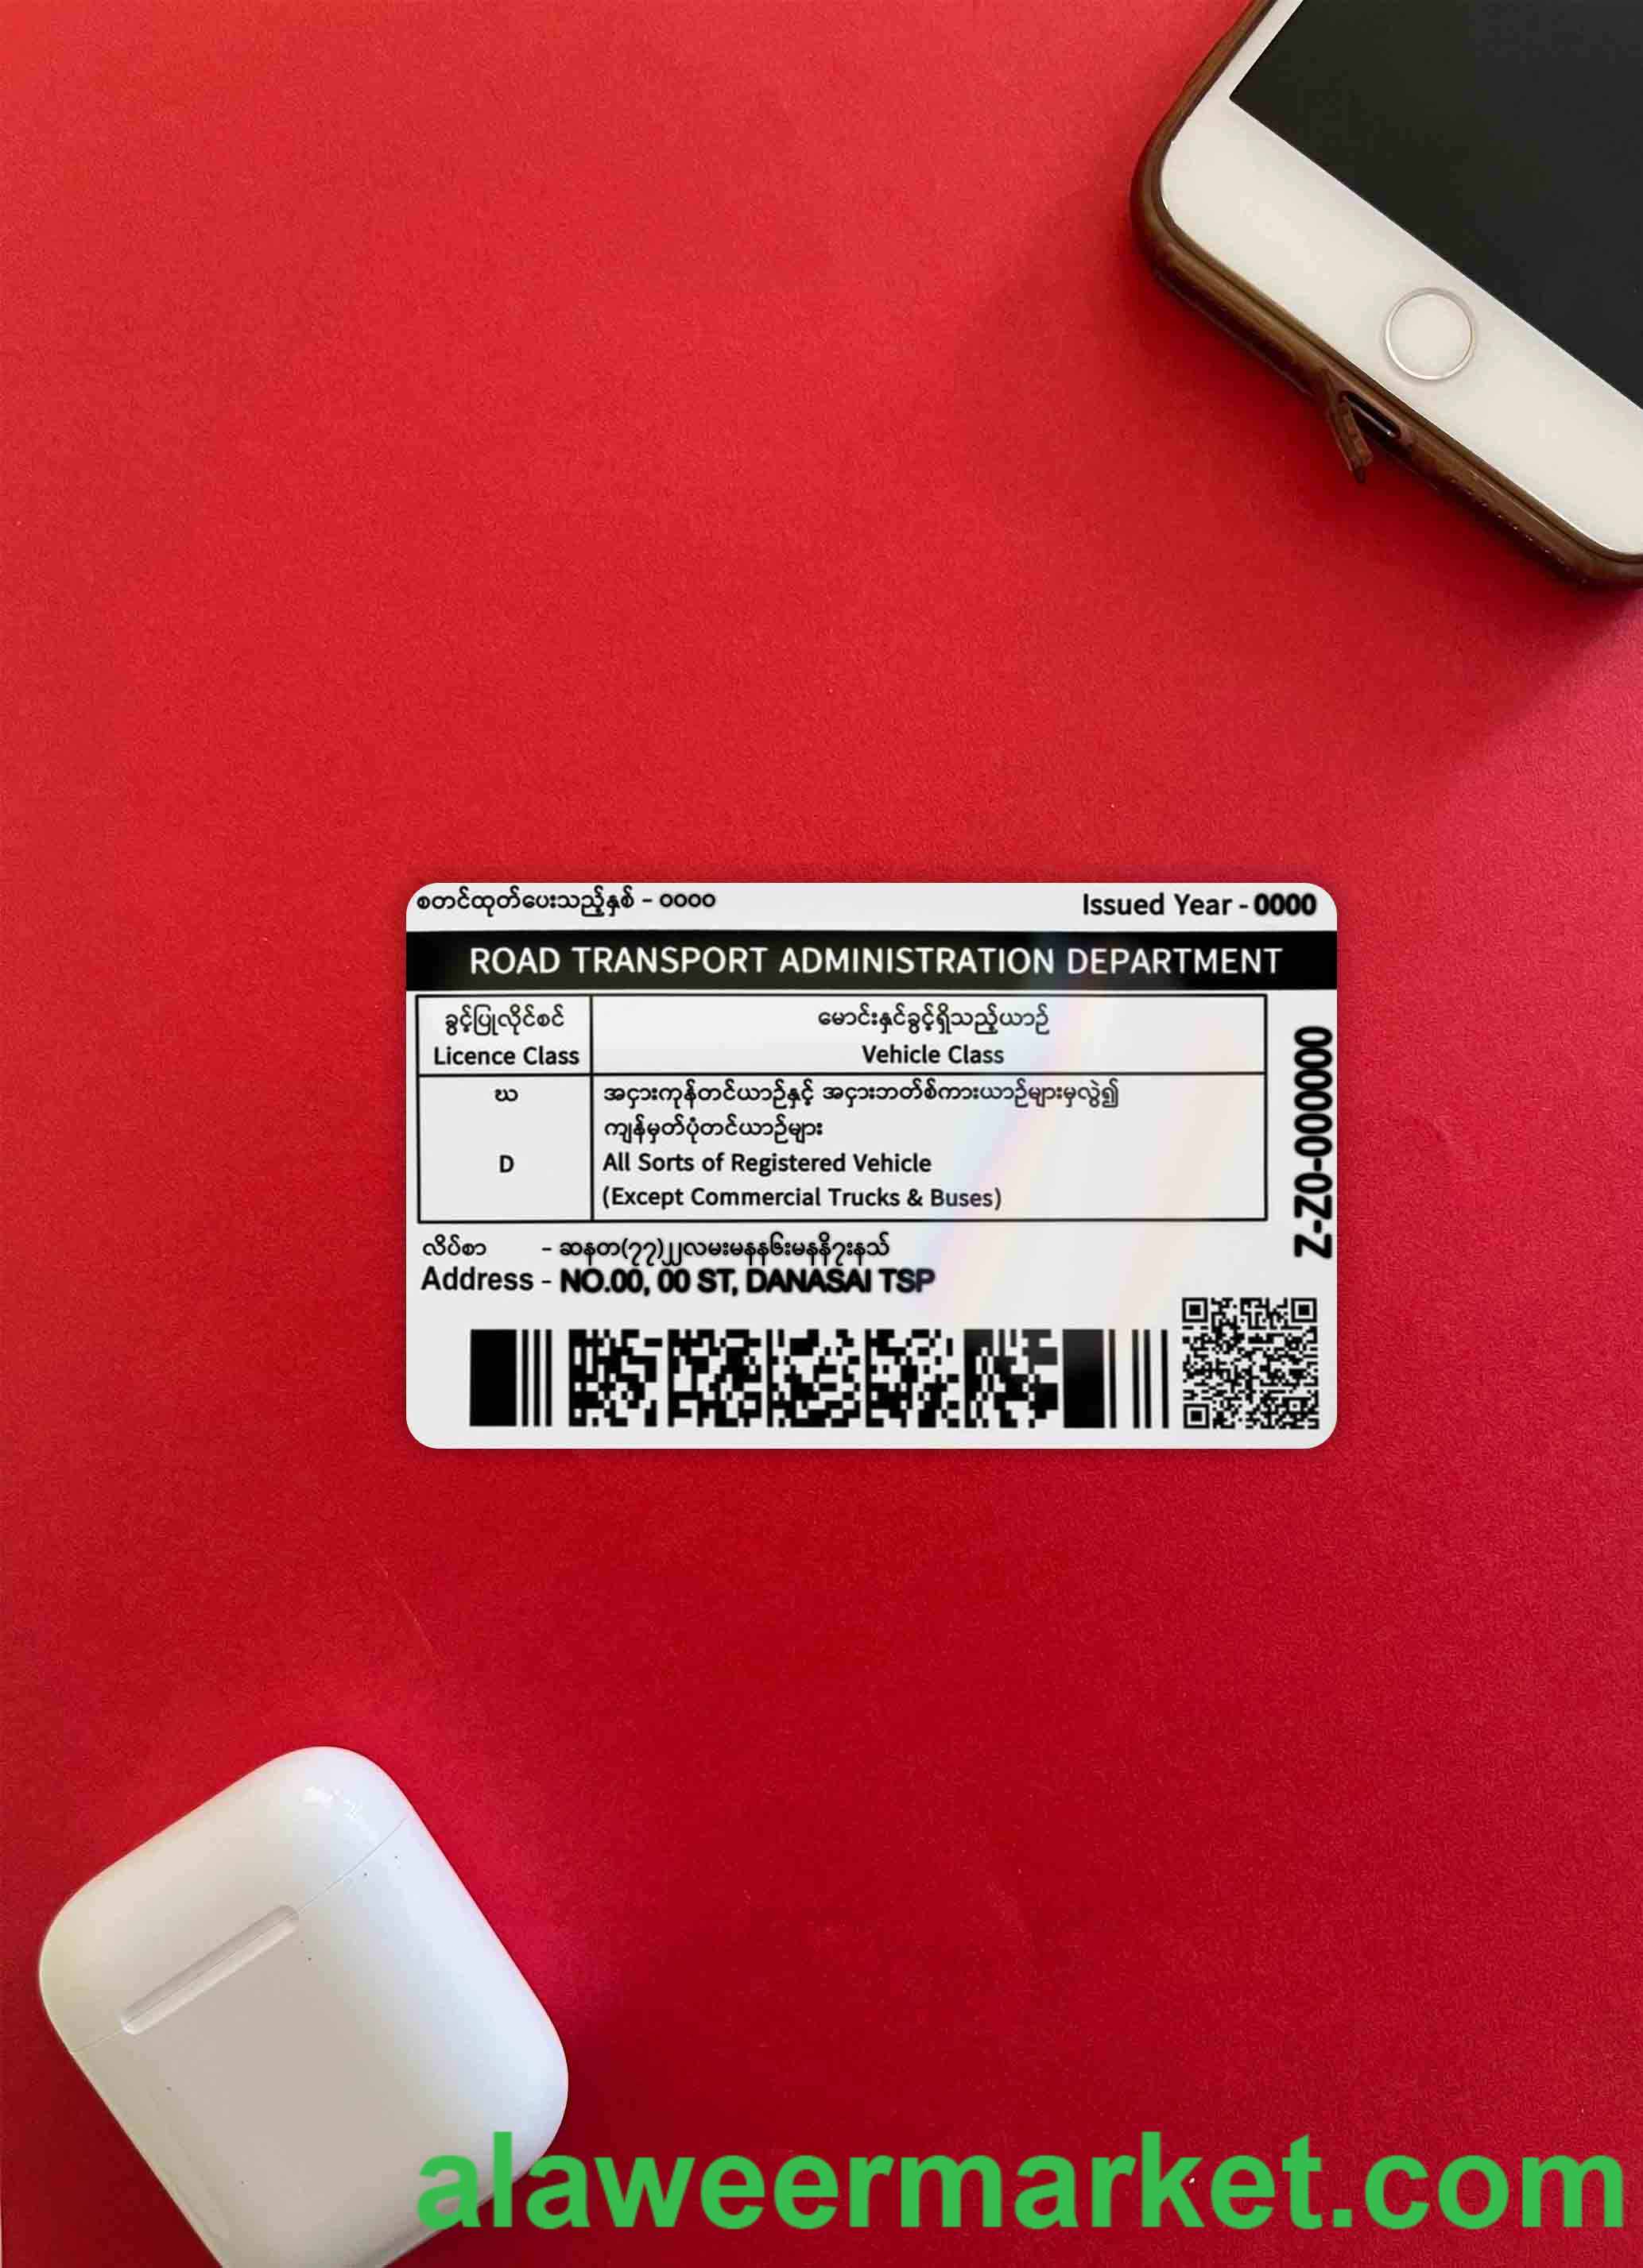 စတင်ထုတ်ပေးသည့်နှစ် - ၀၀၀၀
Issued Year - 0000
ROAD TRANSPORT ADMINISTRATION DEPARTMENT
ခွင့်ပြုလိုင်စင်
Licence Class
မောင်းနှင်ခွင့်ရှိသည့်ယာဉ်
Vehicle Class
ဃ
အငှားကုန်တင်ယာဉ်နှင့် အငှားဘတ်စ်ကားယာဉ်များမှလွဲ၍
ကျန်မှတ်ပုံတင်ယာဉ်များ
D
All Sorts of Registered Vehicle
(Except Commercial Trucks & Buses)
Z-Z0-000000
လိပ်စာ -
Address - NO.00, 00 ST, DANASAI TSP
alaweermarket.com